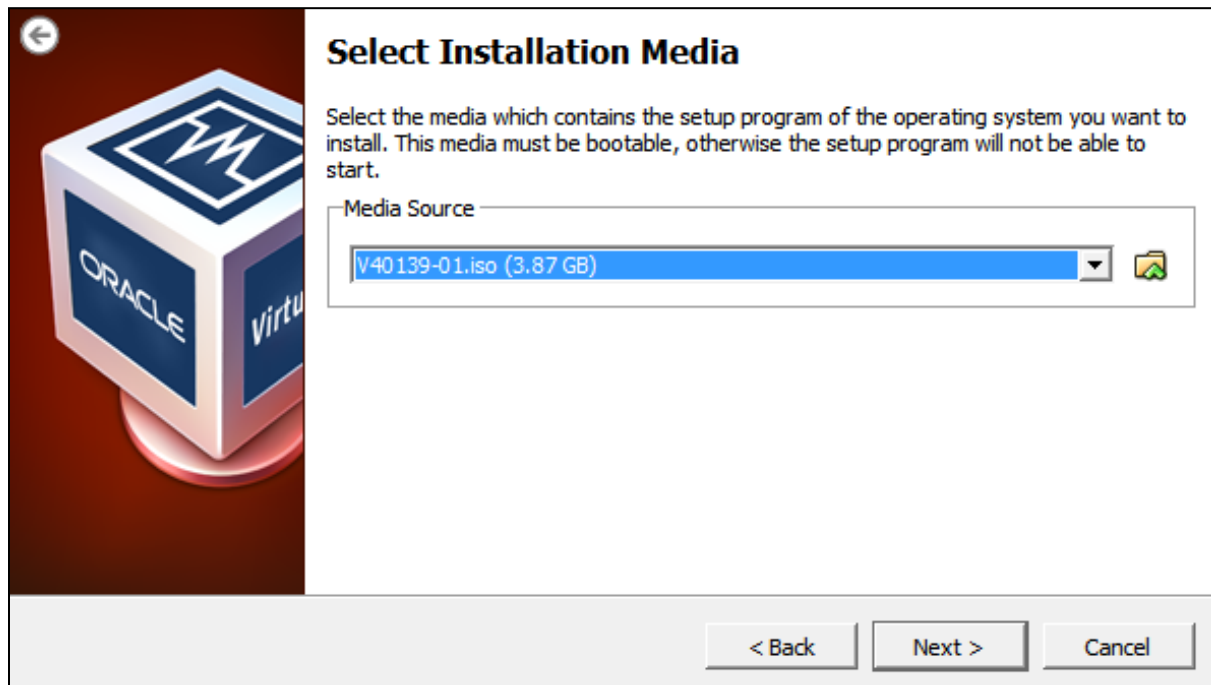 Select Installation Media
Select the media which contains the setup program of the operating system you want to
install. This media must be bootable, otherwise the setup program will not be able to
start.
Media Source
V40139-01.iso (3.87 GB)
ORACLE
Virtu
< Back
Next >
Cancel